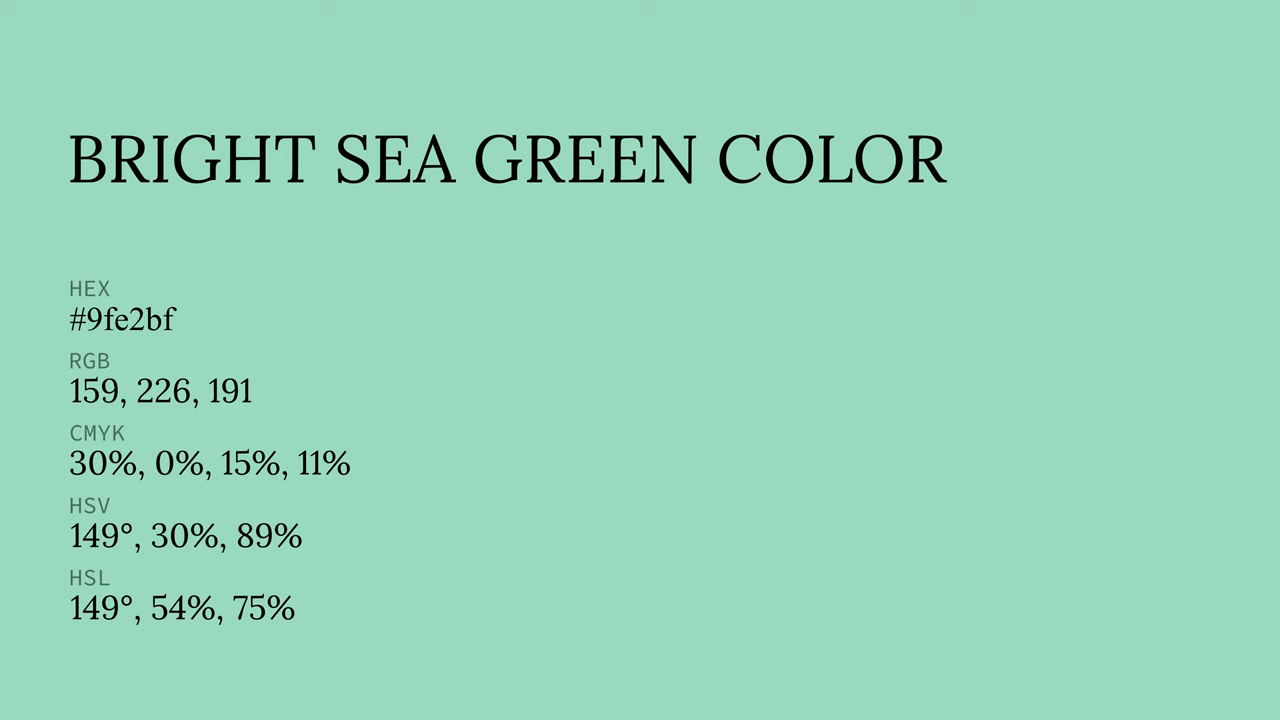 BRIGHT SEA GREEN COLOR
HEX
#9fe2bf
RGB
159, 226, 191
CMYK
30%, 0%, 15%, 11%
HSV
149°, 30%, 89%
HSL
149°, 54%, 75%